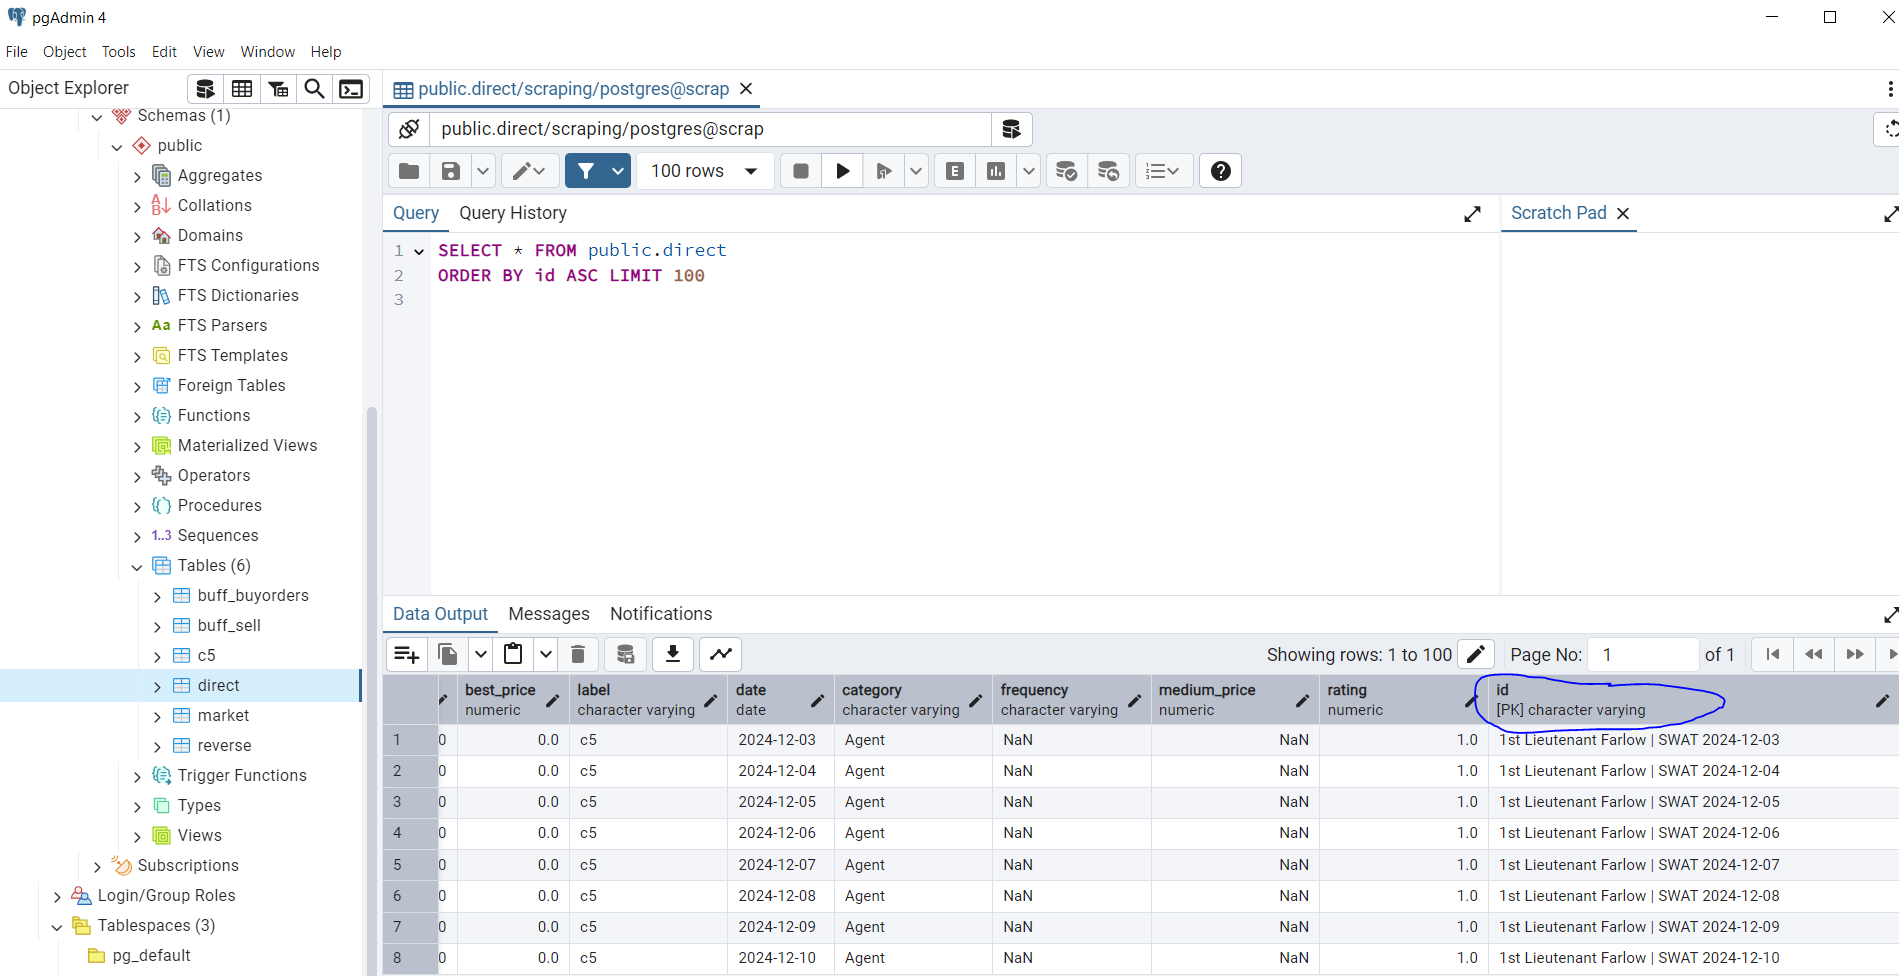 pgAdmin 4
File Object Tools Edit View Window Help
Object Explorer
public.direct/scraping/postgres@scrap
Schemas (1)
public.direct/scraping/postgres@scrap
public
Aggregates
100 rows
E
Collations
Query Query History
Scratch Pad
Domains
1 SELECT * FROM public.direct
FTS Configurations
2 ORDER BY id ASC LIMIT 100
FTS Dictionaries
3
Aa FTS Parsers
FTS Templates
Foreign Tables
Functions
Materialized Views
Operators
Procedures
1..3 Sequences
Tables (6)
buff_buyorders
buff_sell
c5
direct
market
reverse
Trigger Functions
Types
Views
Subscriptions
Login/Group Roles
Tablespaces (3)
pg_default
Data Output Messages Notifications
Showing rows: 1 to 100 Page No: 1 of 1
best_price label date category frequency medium_price rating id
numeric character varying date character varying character varying numeric numeric [PK] character varying
1 0 0.0 c5 2024-12-03 Agent NaN NaN 1.0 1st Lieutenant Farlow | SWAT 2024-12-03
2 0 0.0 c5 2024-12-04 Agent NaN NaN 1.0 1st Lieutenant Farlow | SWAT 2024-12-04
3 0 0.0 c5 2024-12-05 Agent NaN NaN 1.0 1st Lieutenant Farlow | SWAT 2024-12-05
4 0 0.0 c5 2024-12-06 Agent NaN NaN 1.0 1st Lieutenant Farlow | SWAT 2024-12-06
5 0 0.0 c5 2024-12-07 Agent NaN NaN 1.0 1st Lieutenant Farlow | SWAT 2024-12-07
6 0 0.0 c5 2024-12-08 Agent NaN NaN 1.0 1st Lieutenant Farlow | SWAT 2024-12-08
7 0 0.0 c5 2024-12-09 Agent NaN NaN 1.0 1st Lieutenant Farlow | SWAT 2024-12-09
8 0 0.0 c5 2024-12-10 Agent NaN NaN 1.0 1st Lieutenant Farlow | SWAT 2024-12-10